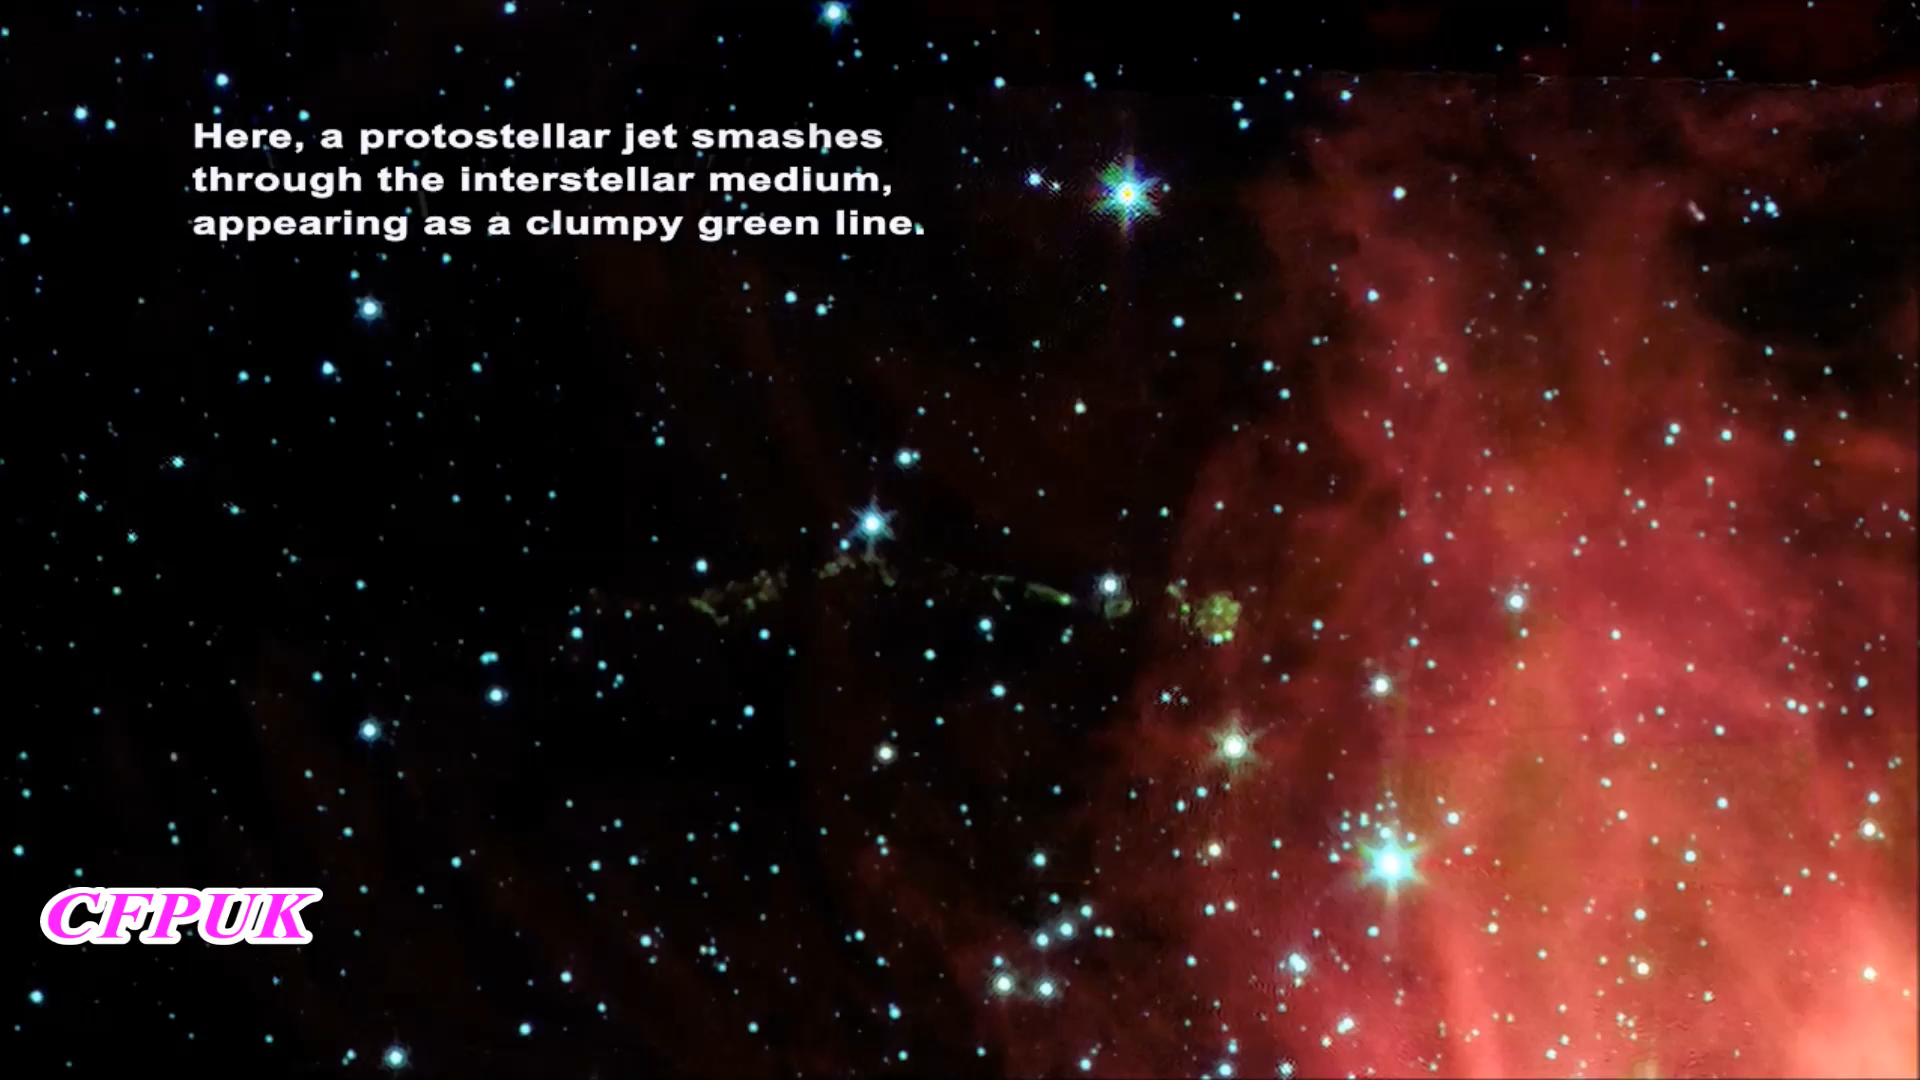 Here, a protostellar jet smashes
through the interstellar medium,
appearing as a clumpy green line.
CFPUK